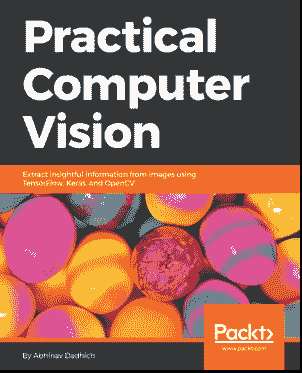 Practical
Computer
Vision
Extract insightful information from images using
TensorFlow, Keras, and OpenCV
Packt>
www.packt.com
By Abhinav Dadhich